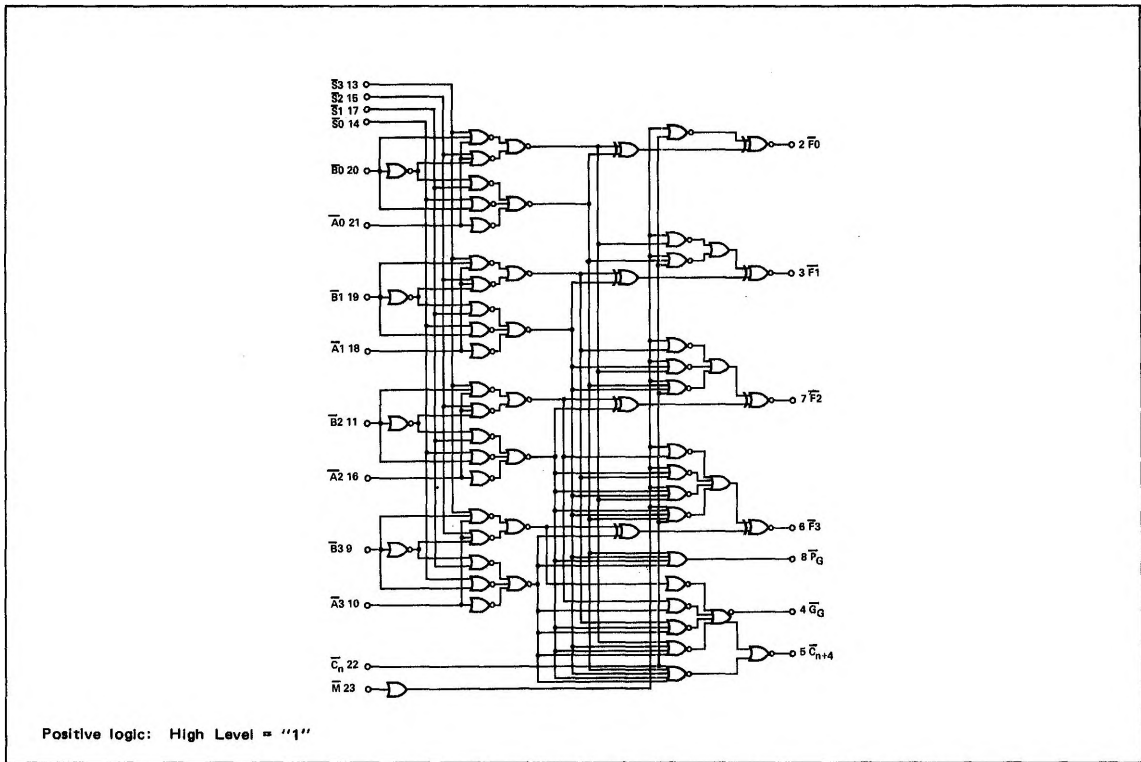 S̅3̅ 13
S̅2̅ 15
S̅1̅ 17
S̅0̅ 14
2 F̅0̅
B̅0̅ 20
A̅0̅ 21
3 F̅1̅
B̅1̅ 19
A̅1̅ 18
7 F̅2̅
B̅2̅ 11
A̅2̅ 16
6 F̅3̅
B̅3̅ 9
8 P̅G
A̅3̅ 10
4 G̅G
5 C̅n+4
C̅n 22
M̅ 23
Positive logic: High Level = "1"